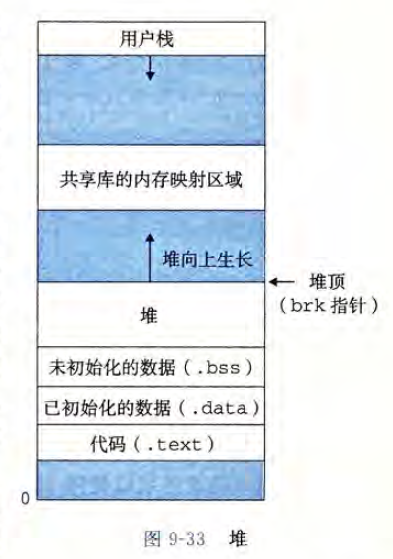 用户栈
共享库的内存映射区域
堆向上生长
堆顶
(brk 指针)
堆
未初始化的数据(.bss)
已初始化的数据(.data)
代码(.text)
0
图 9-33 堆